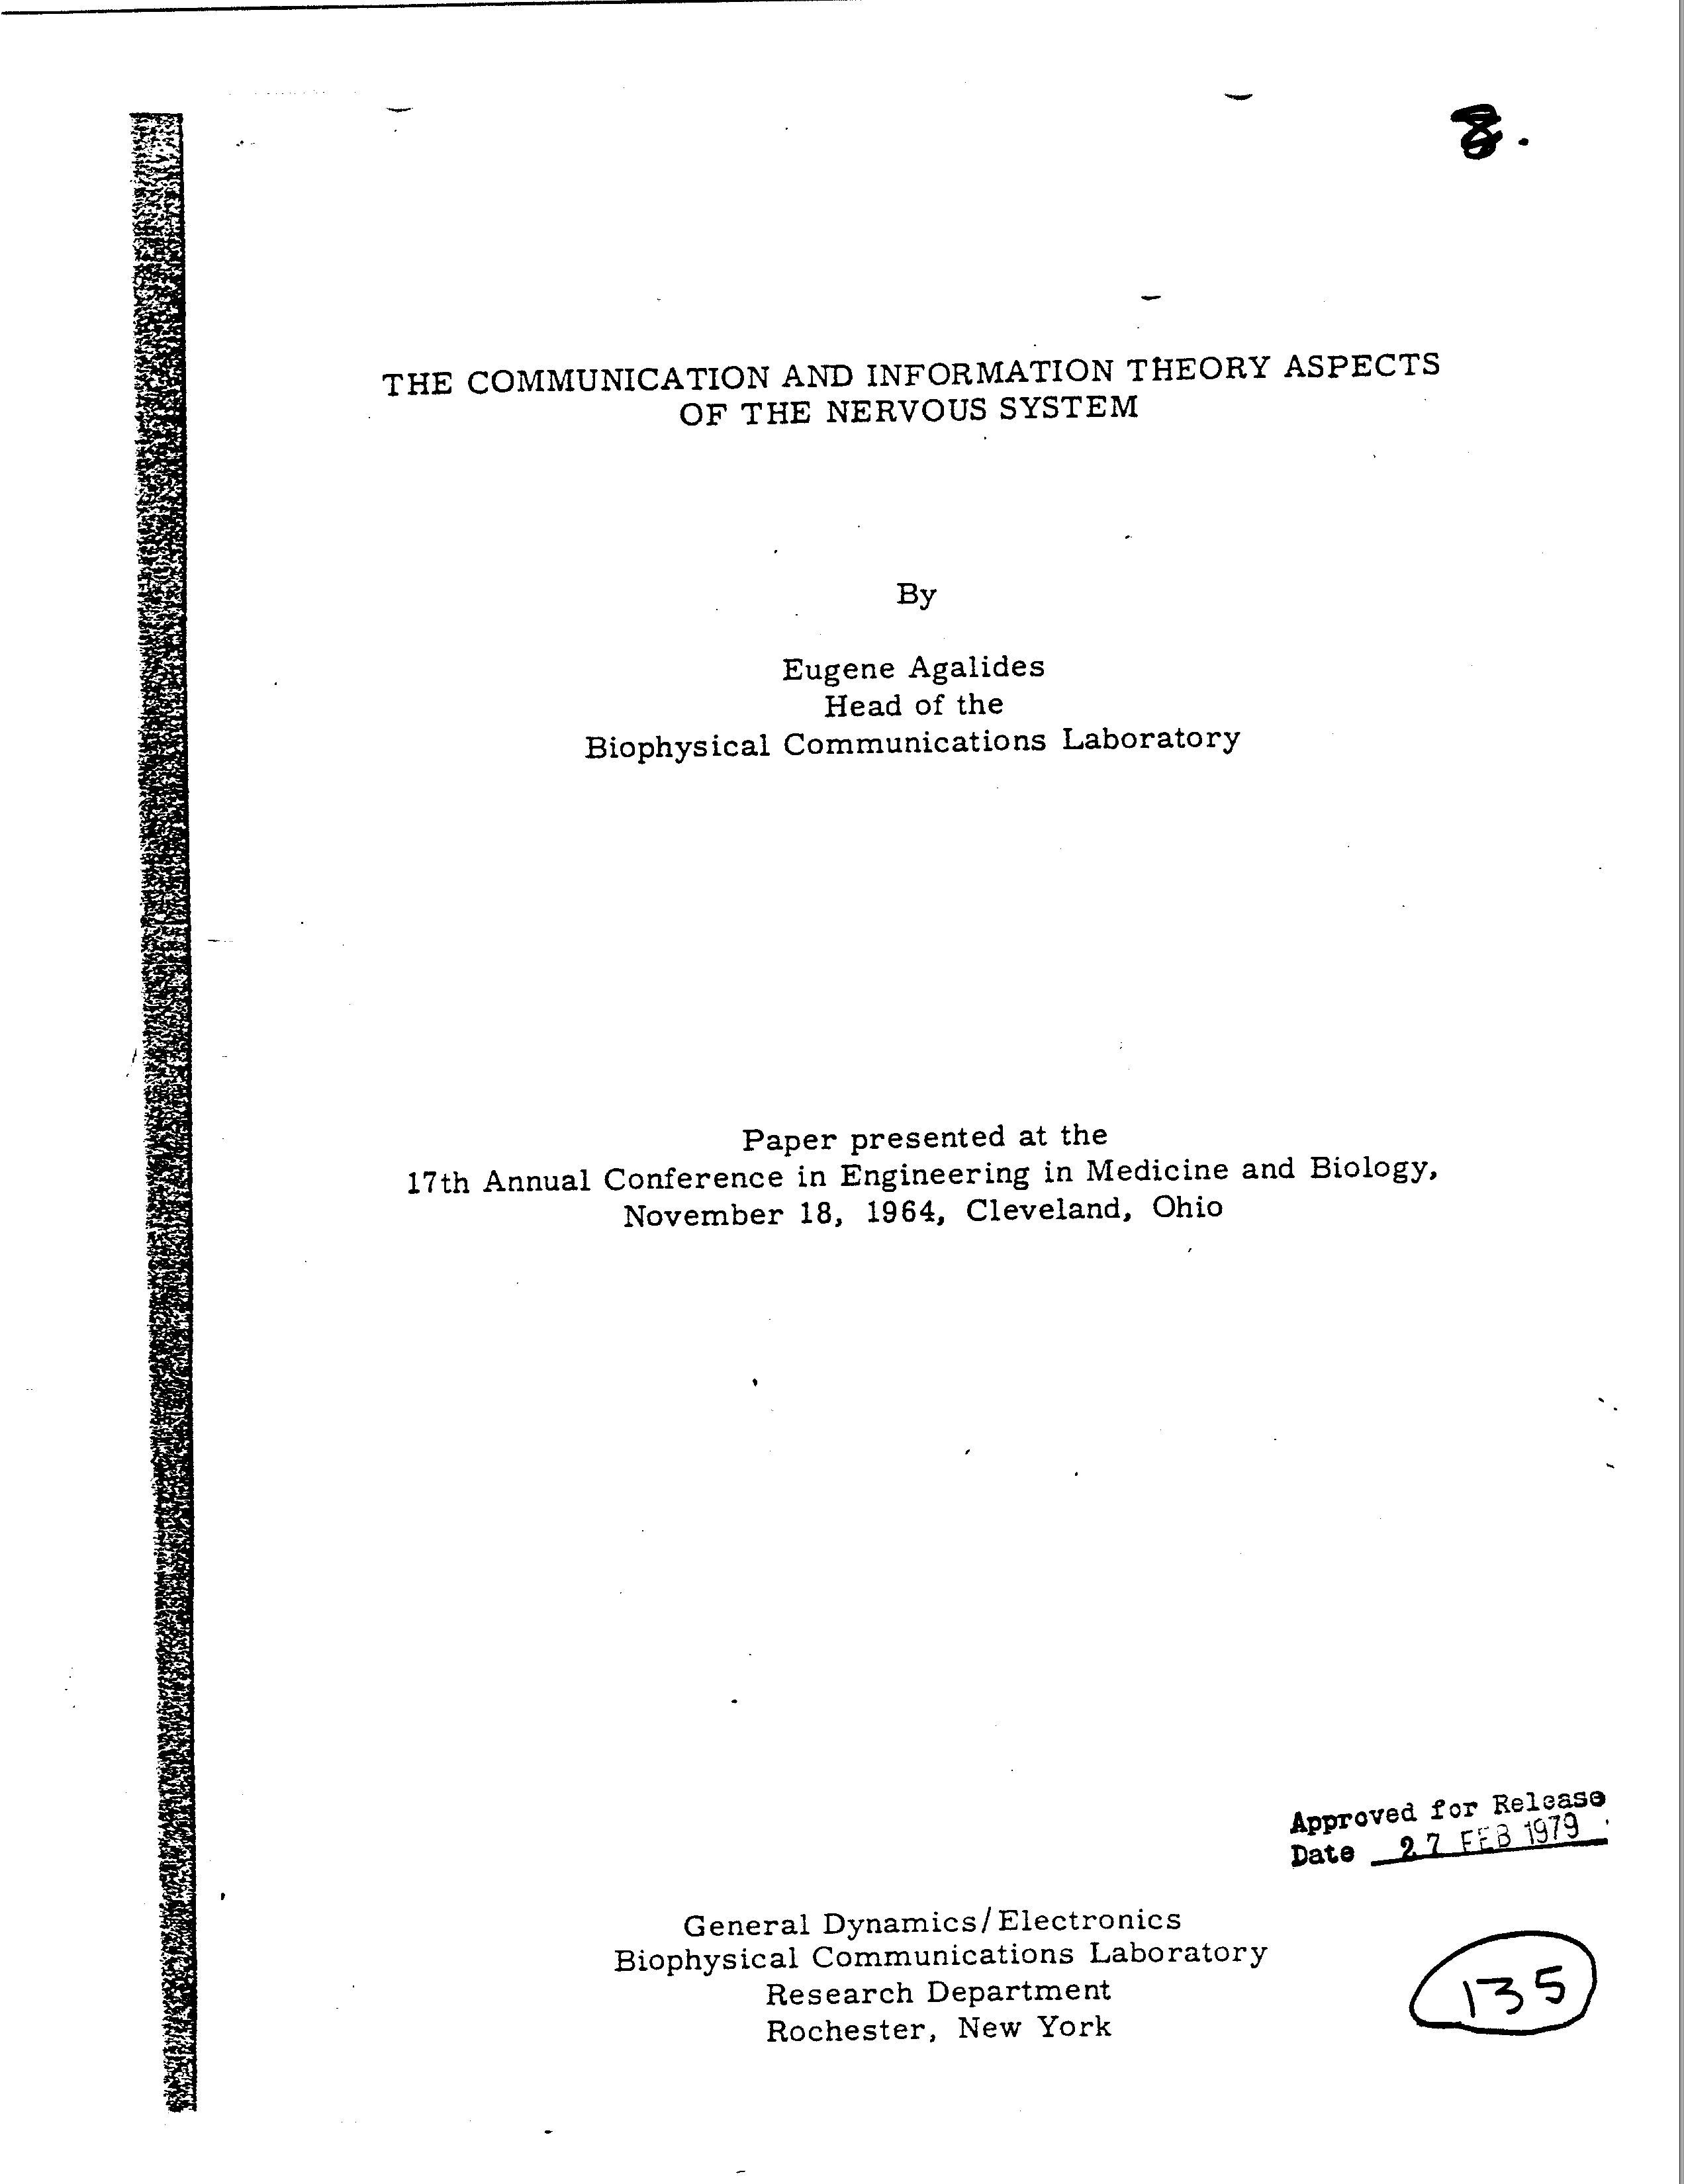 8.
THE COMMUNICATION AND INFORMATION THEORY ASPECTS
OF THE NERVOUS SYSTEM
By
Eugene Agalides
Head of the
Biophysical Communications Laboratory
Paper presented at the
17th Annual Conference in Engineering in Medicine and Biology,
November 18, 1964, Cleveland, Ohio
Approved for Release
Date 27 FEB 1979
General Dynamics/Electronics
Biophysical Communications Laboratory
Research Department
Rochester, New York
135